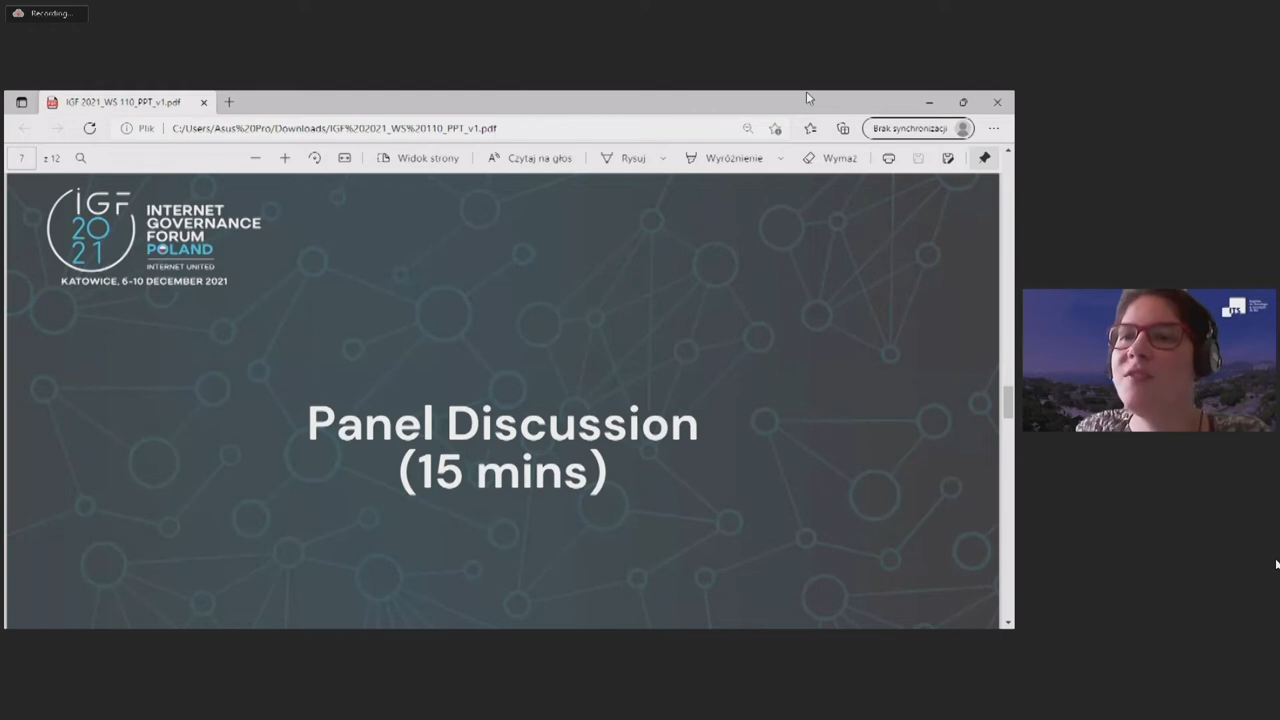 Recording...
IGF 2021_WS 110_PPT_v1.pdf
Plik
C:/Users/Asus%20Pro/Downloads/IGF%202021_WS%20110_PPT_v1.pdf
Brak synchronizacji
7
z 12
Widok strony
Czytaj na głos
Rysuj
Wyróżnienie
Wymaż
iGF
20
21
INTERNET
GOVERNANCE
FORUM
POLAND
INTERNET UNITED
KATOWICE, 6-10 DECEMBER 2021
Panel Discussion
(15 mins)
ITS